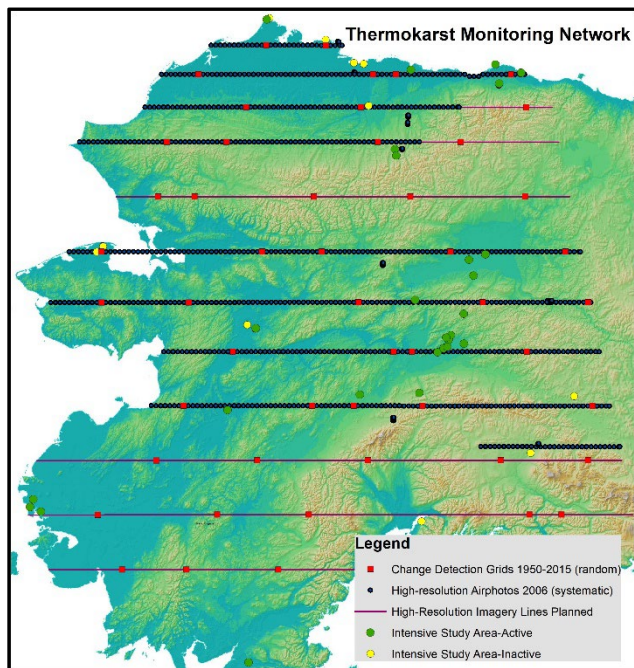 Thermokarst Monitoring Network
Legend
Change Detection Grids 1950-2015 (random)
High-resolution Airphotos 2006 (systematic)
High-Resolution Imagery Lines Planned
Intensive Study Area-Active
Intensive Study Area-Inactive